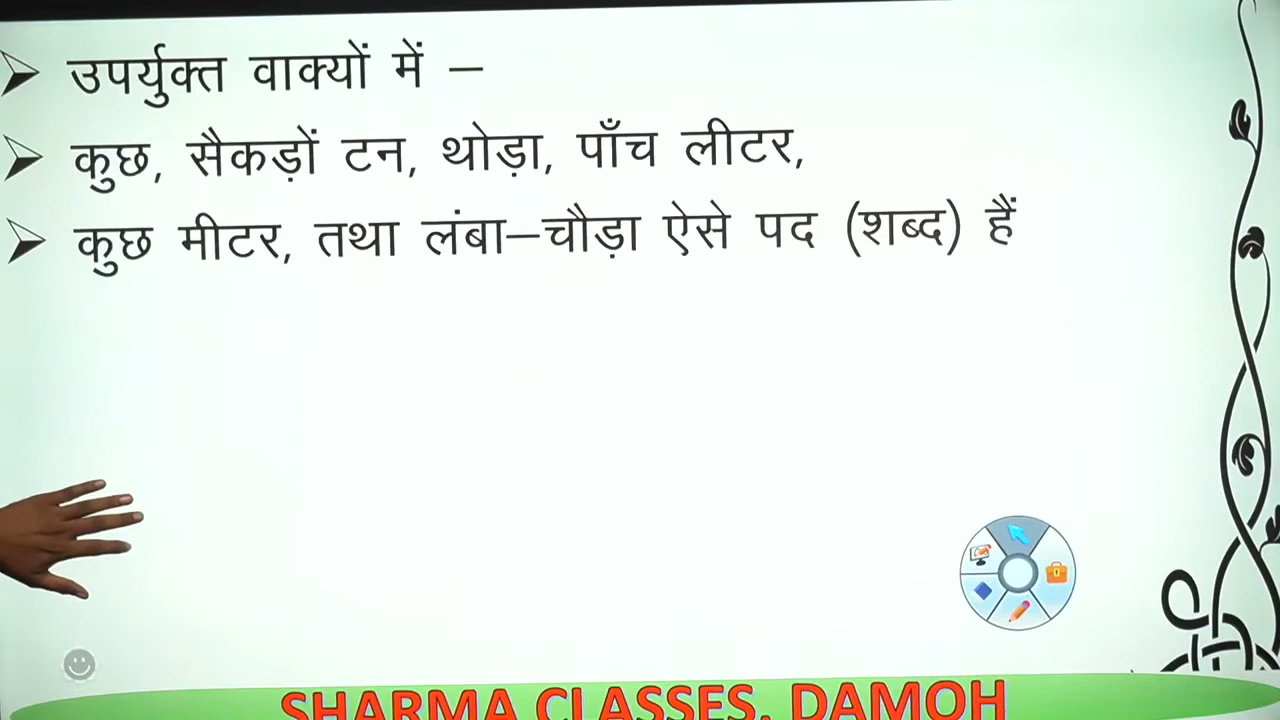 उपर्युक्त वाक्यों में –
कुछ, सैकड़ों टन, थोड़ा, पाँच लीटर,
कुछ मीटर, तथा लंबा–चौड़ा ऐसे पद (शब्द) हैं
SHARMA CLASSES, DAMOH